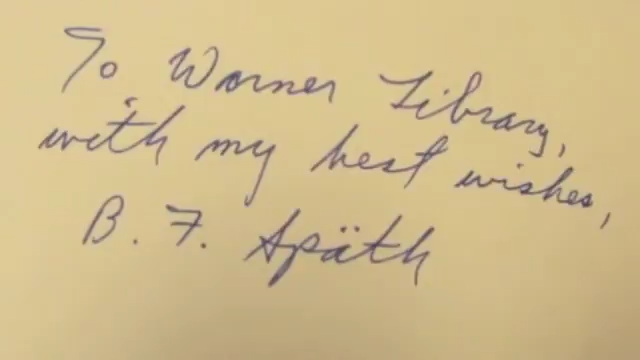 To Warner Library,
with my best wishes,
B. F. Späth